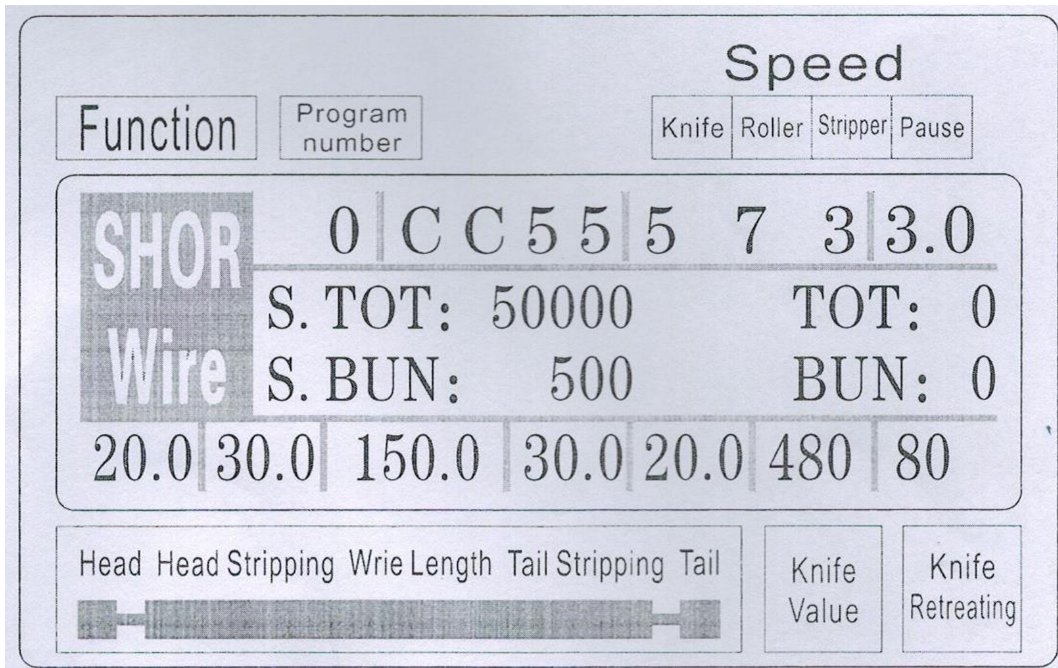 Speed
Function Program number Knife Roller Stripper Pause
SHOR Wire
0 C C 5 5 5 7 3 3.0
S. TOT: 50000 TOT: 0
S. BUN: 500 BUN: 0
20.0 30.0 150.0 30.0 20.0 480 80
Head Head Stripping Wrie Length Tail Stripping Tail
Knife Value
Knife Retreating